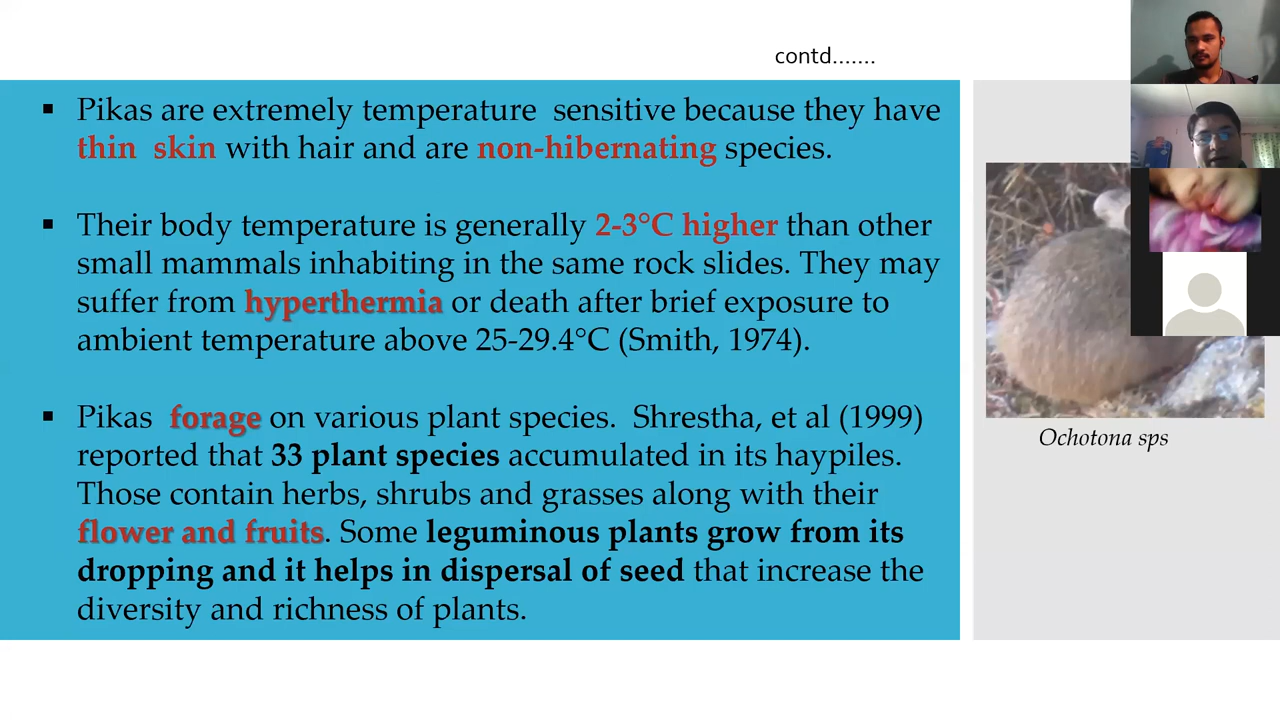 contd.......
▪ Pikas are extremely temperature sensitive because they have
thin skin with hair and are non-hibernating species.
▪ Their body temperature is generally 2-3°C higher than other
small mammals inhabiting in the same rock slides. They may
suffer from hyperthermia or death after brief exposure to
ambient temperature above 25-29.4°C (Smith, 1974).
▪ Pikas forage on various plant species. Shrestha, et al (1999)
reported that 33 plant species accumulated in its haypiles.
Those contain herbs, shrubs and grasses along with their
flower and fruits. Some leguminous plants grow from its
dropping and it helps in dispersal of seed that increase the
diversity and richness of plants.
Ochotona sps